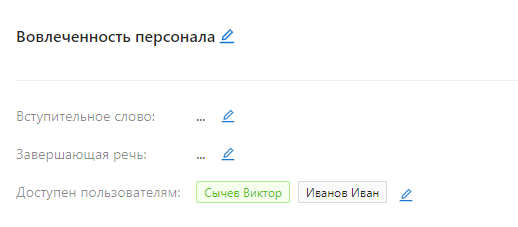 Вовлеченность персонала
Вступительное слово: ...
Завершающая речь: ...
Доступен пользователям: Сычев Виктор Иванов Иван